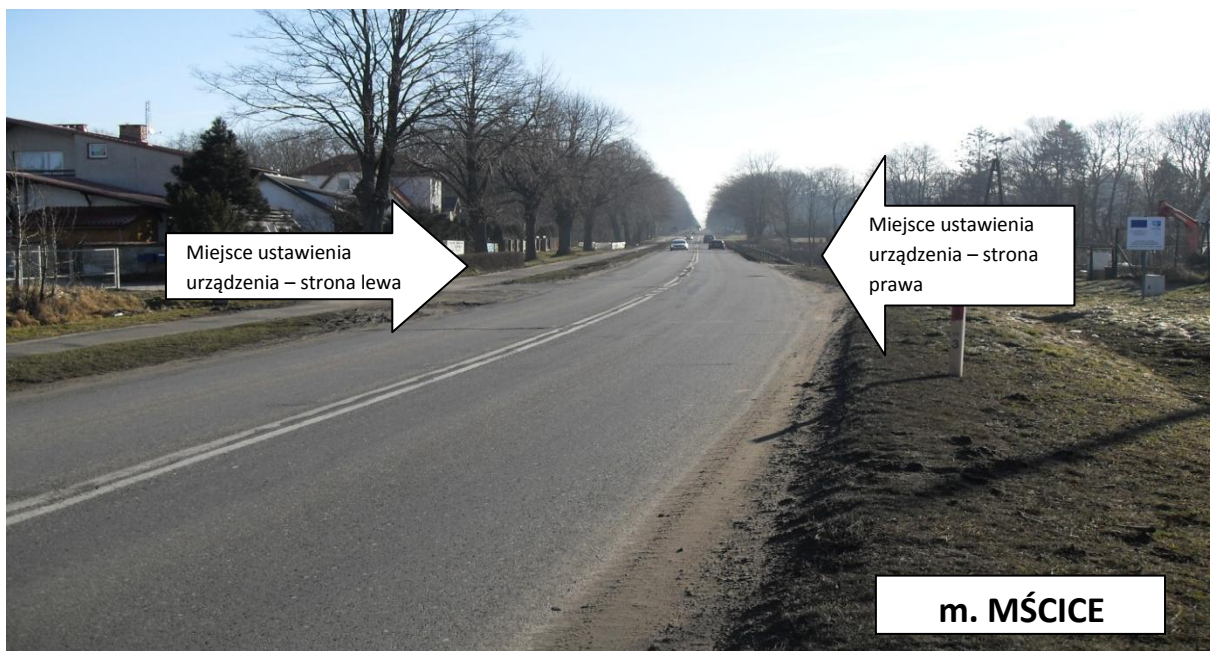 Miejsce ustawienia
urządzenia – strona lewa
Miejsce ustawienia
urządzenia – strona
prawa
m. MŚCICE